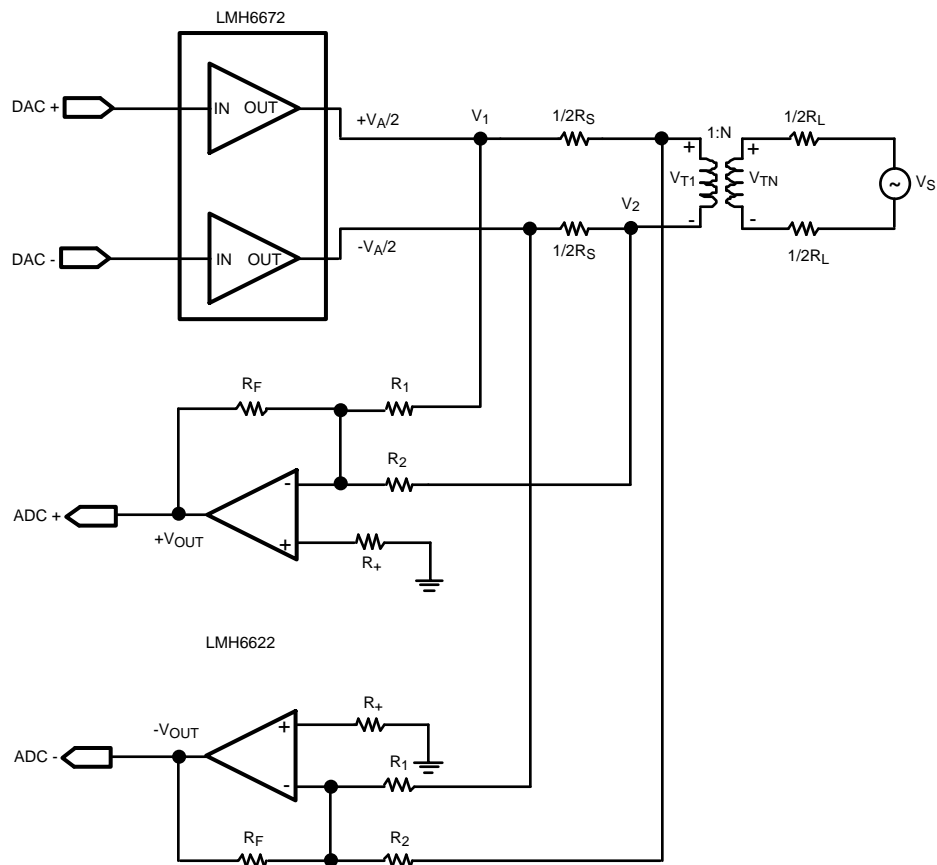 LMH6672
DAC +
IN OUT
+VA/2
V1
1/2RS
1:N
1/2RL
+
+
VT1
VTN
VS
~
V2
-
-
DAC -
IN OUT
-VA/2
1/2RS
1/2RL
RF
R1
R2
-
ADC +
+VOUT
+
R+
LMH6622
R+
-VOUT
+
ADC -
R1
-
RF
R2